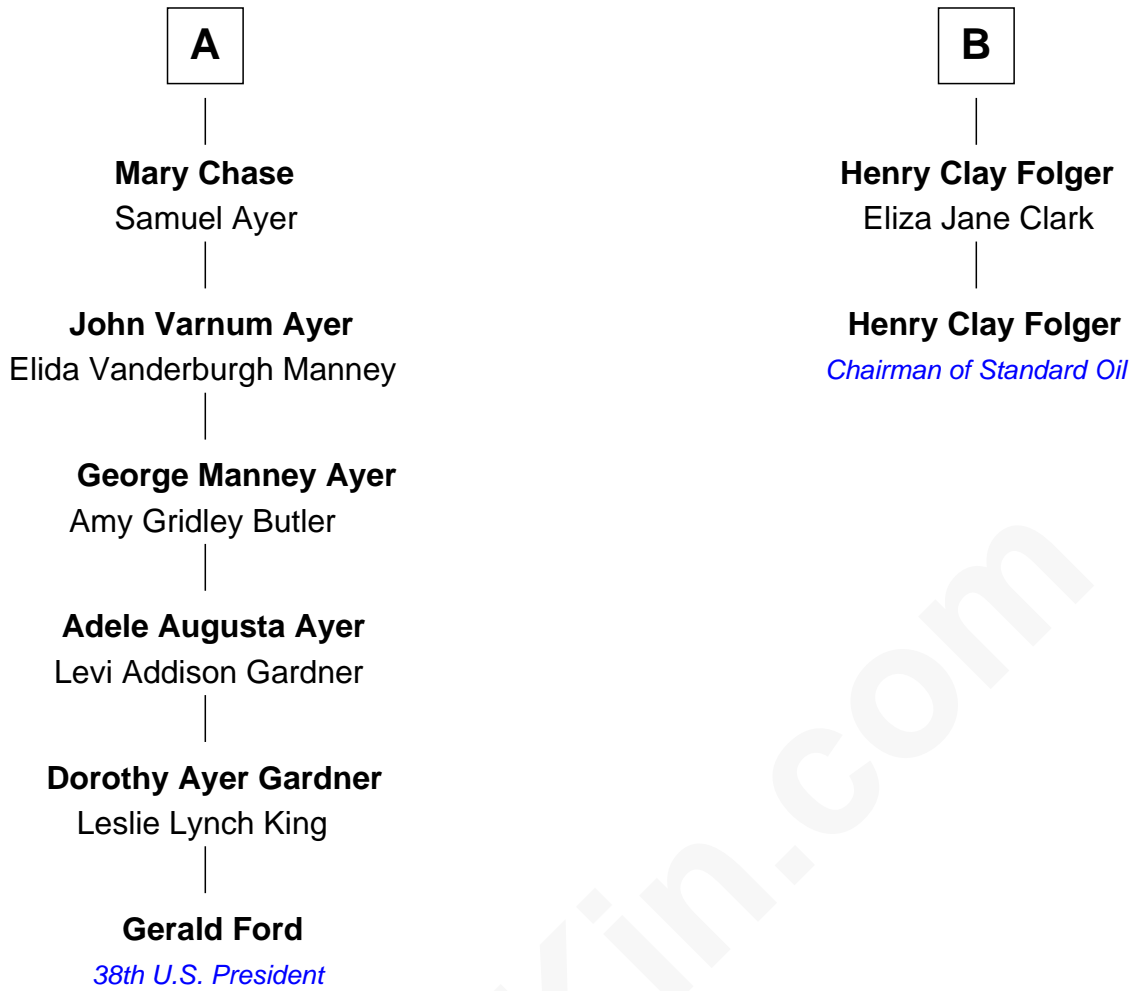 A
Mary Chase
Samuel Ayer
John Varnum Ayer
Elida Vanderburgh Manney
George Manney Ayer
Amy Gridley Butler
Adele Augusta Ayer
Levi Addison Gardner
Dorothy Ayer Gardner
Leslie Lynch King
Gerald Ford
38th U.S. President
B
Henry Clay Folger
Eliza Jane Clark
Henry Clay Folger
Chairman of Standard Oil
Kin.com